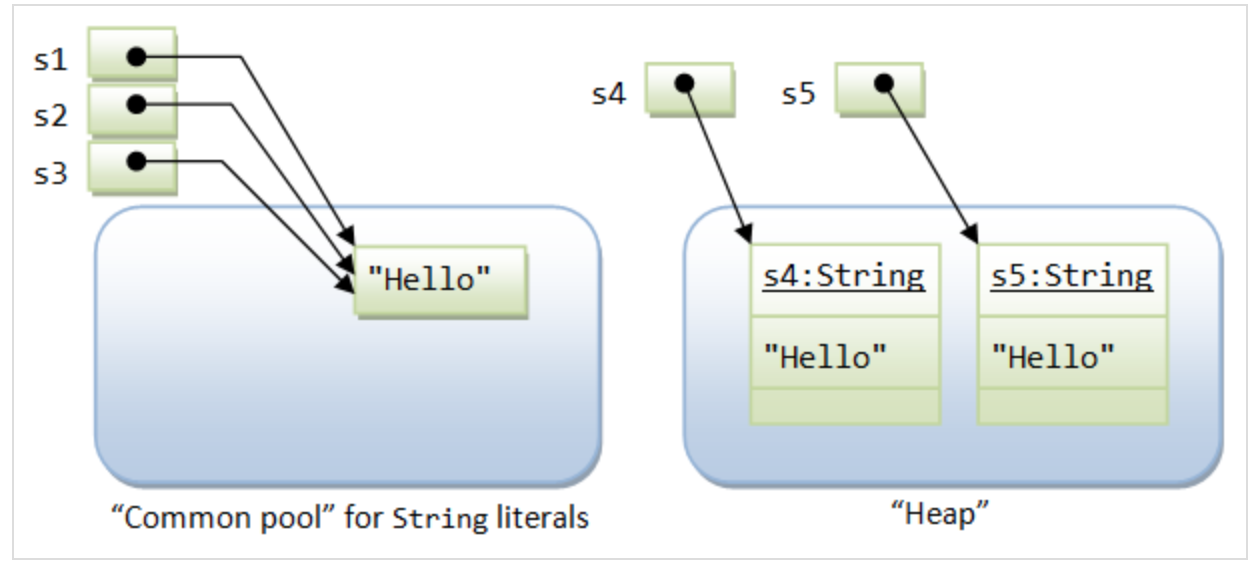 s1
s2
s3
s4
s5
"Hello"
s4:String
"Hello"
s5:String
"Hello"
“Common pool” for String literals
“Heap”